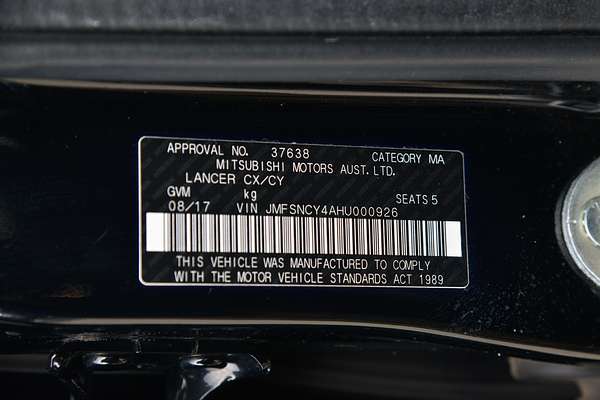 APPROVAL NO. 37638 CATEGORY MA
MITSUBISHI MOTORS AUST. LTD.
LANCER CX/CY
GVM kg SEATS 5
08/17 VIN JMFSNCY4AHU000926
THIS VEHICLE WAS MANUFACTURED TO COMPLY
WITH THE MOTOR VEHICLE STANDARDS ACT 1989